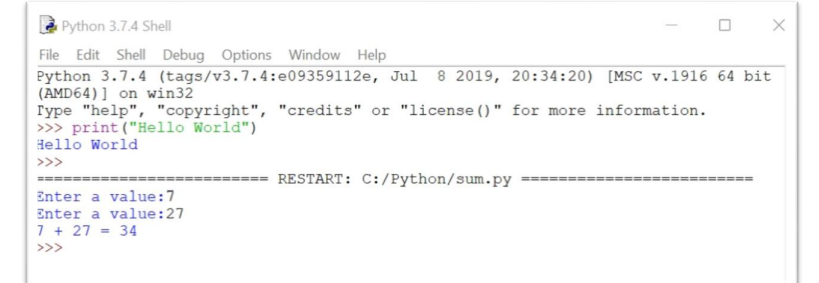 Python 3.7.4 Shell
File Edit Shell Debug Options Window Help
Python 3.7.4 (tags/v3.7.4:e09359112e, Jul  8 2019, 20:34:20) [MSC v.1916 64 bit
(AMD64)] on win32
Type "help", "copyright", "credits" or "license()" for more information.
>>> print("Hello World")
Hello World
>>>
========================= RESTART: C:/Python/sum.py =========================
Enter a value:7
Enter a value:27
7 + 27 = 34
>>>